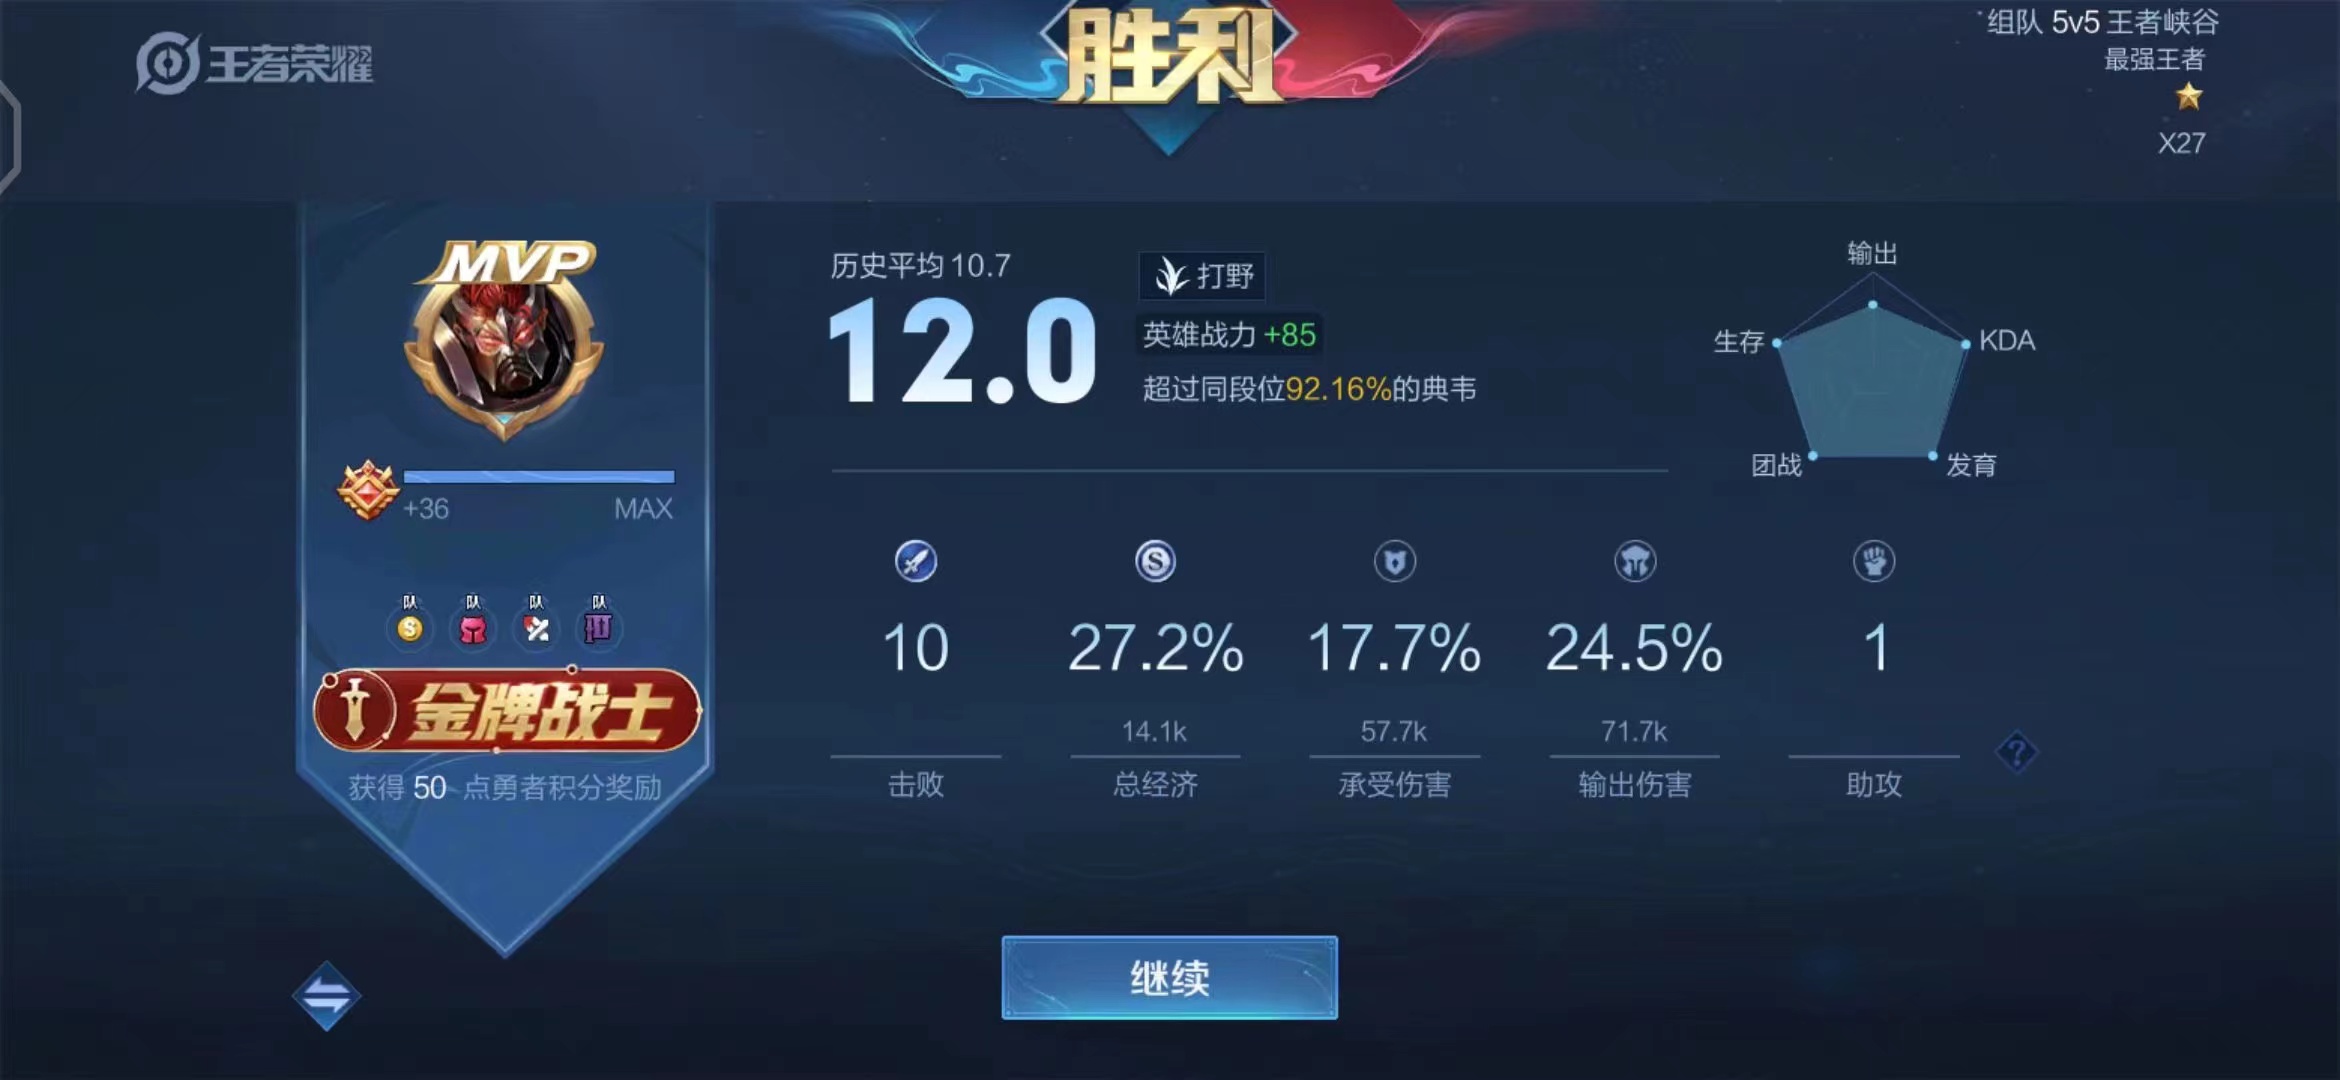 王者荣耀
胜利
组队 5v5 王者峡谷
最强王者
X27
MVP
+36
MAX
队 队 队 队
金牌战士
获得 50 点勇者积分奖励
历史平均 10.7
12.0
打野
英雄战力 +85
超过同段位92.16%的典韦
输出
生存
KDA
团战
发育
10 27.2% 17.7% 24.5% 1
14.1k 57.7k 71.7k
击败 总经济 承受伤害 输出伤害 助攻
?
继续